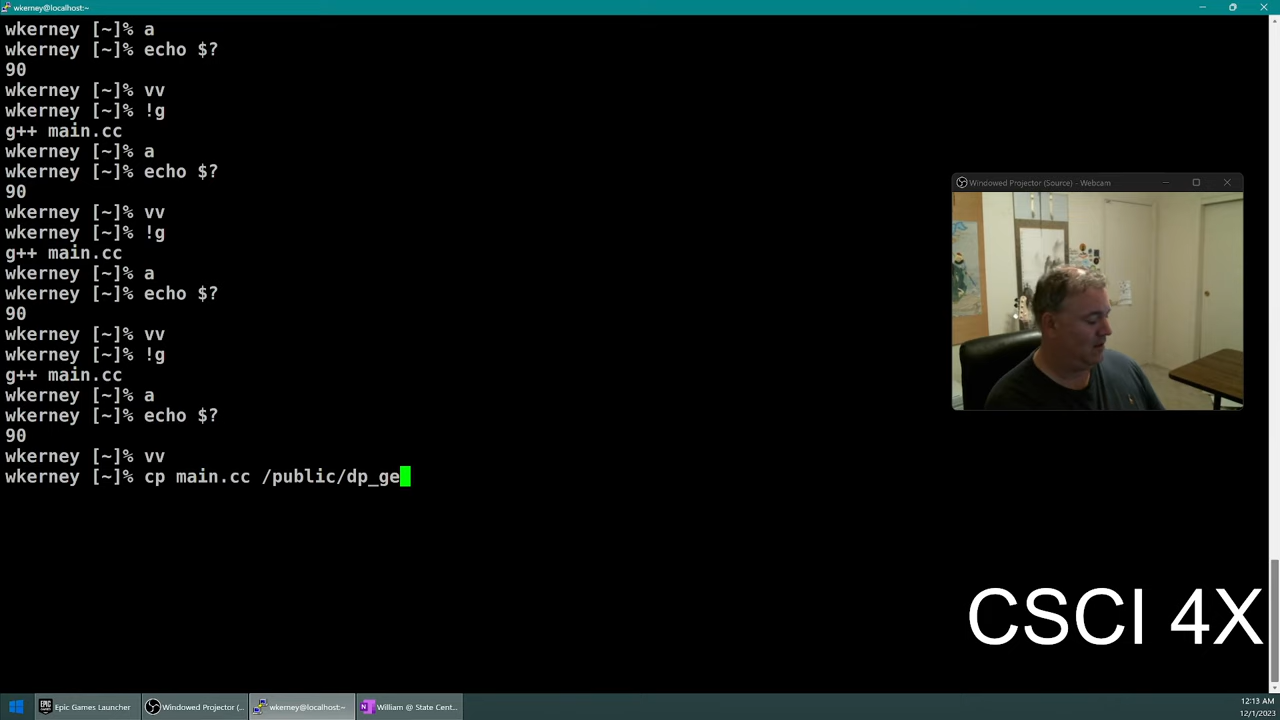 wkerney@localhost:~
wkerney [~]% a
wkerney [~]% echo $?
90
wkerney [~]% vv
wkerney [~]% !g
g++ main.cc
wkerney [~]% a
wkerney [~]% echo $?
90
wkerney [~]% vv
wkerney [~]% !g
g++ main.cc
wkerney [~]% a
wkerney [~]% echo $?
90
wkerney [~]% vv
wkerney [~]% !g
g++ main.cc
wkerney [~]% a
wkerney [~]% echo $?
90
wkerney [~]% vv
wkerney [~]% cp main.cc /public/dp_ge
Windowed Projector (Source) - Webcam
CSCI 4X
Epic Games Launcher
Windowed Projector (...
wkerney@localhost:~
William @ State Cent...
12:13 AM
12/1/2023